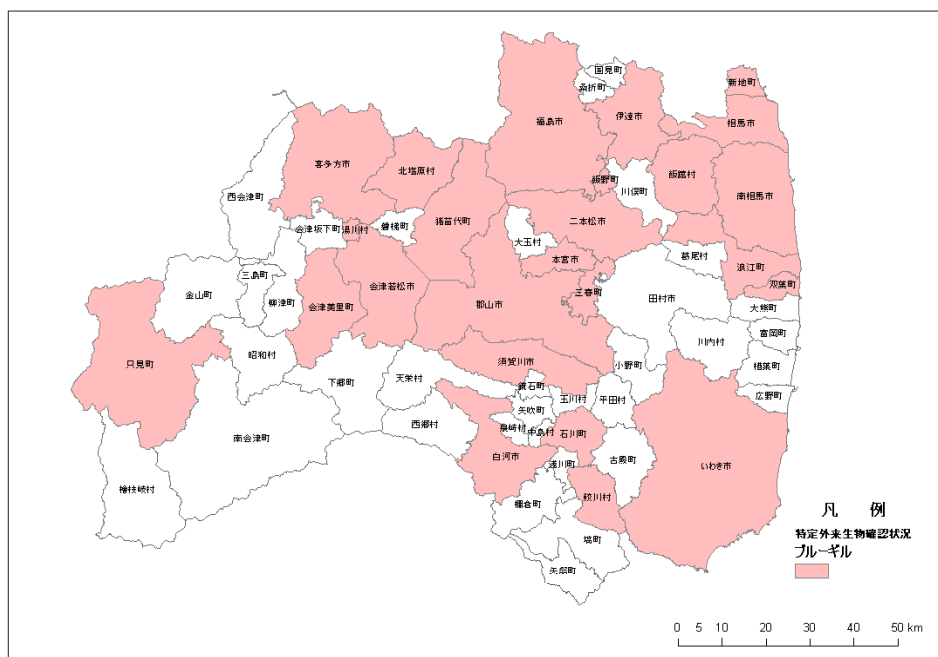 国見町
桑折町
新地町
福島市
伊達市
相馬市
喜多方市
北塩原村
飯舘村
飯野町
川俣町
南相馬市
西会津町
猪苗代町
二本松市
会津坂下町
湯川村
磐梯町
大玉村
葛尾村
本宮市
浪江町
三島町
会津若松市
双葉町
金山町
柳津町
会津美里町
郡山市
三春町
田村市
大熊町
富岡町
川内村
昭和村
只見町
須賀川市
小野町
楢葉町
下郷町
天栄村
鏡石町
玉川村
平田村
広野町
矢吹町
西郷村
泉崎村
中島村
石川町
南会津町
白河市
浅川町
古殿町
いわき市
檜枝岐村
鮫川村
棚倉町
塙町
矢祭町
凡 例
特定外来生物確認状況
ブルーギル
0 5 10 20 30 40 50 km